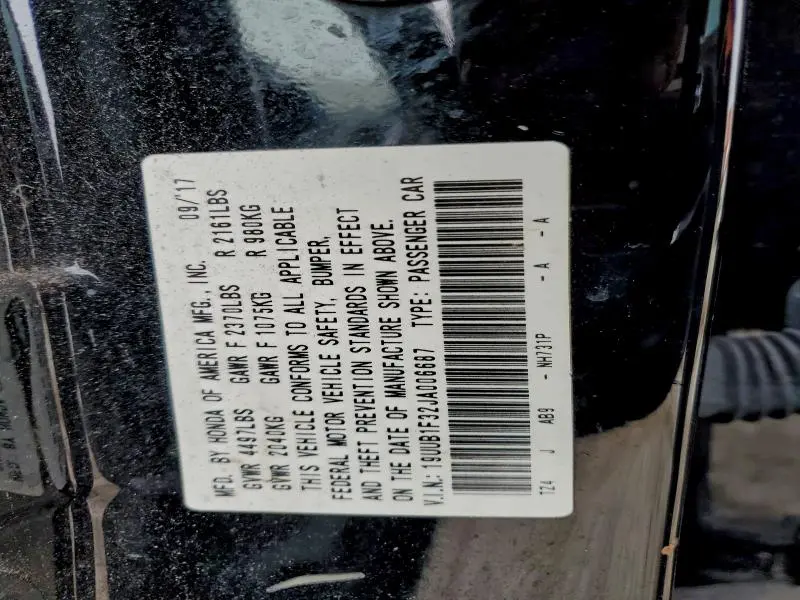 MFD. BY HONDA OF AMERICA MFG., INC. 09/'17
GVWR 4497LBS GAWR F 2370LBS R 2161LBS
GVWR 2041KG GAWR F 1075KG R 980KG
THIS VEHICLE CONFORMS TO ALL APPLICABLE
FEDERAL MOTOR VEHICLE SAFETY, BUMPER,
AND THEFT PREVENTION STANDARDS IN EFFECT
ON THE DATE OF MANUFACTURE SHOWN ABOVE.
V.I.N.: 19UUB1F32JA006687 TYPE: PASSENGER CAR
TZ4 J AB9 - NH731P - A - A